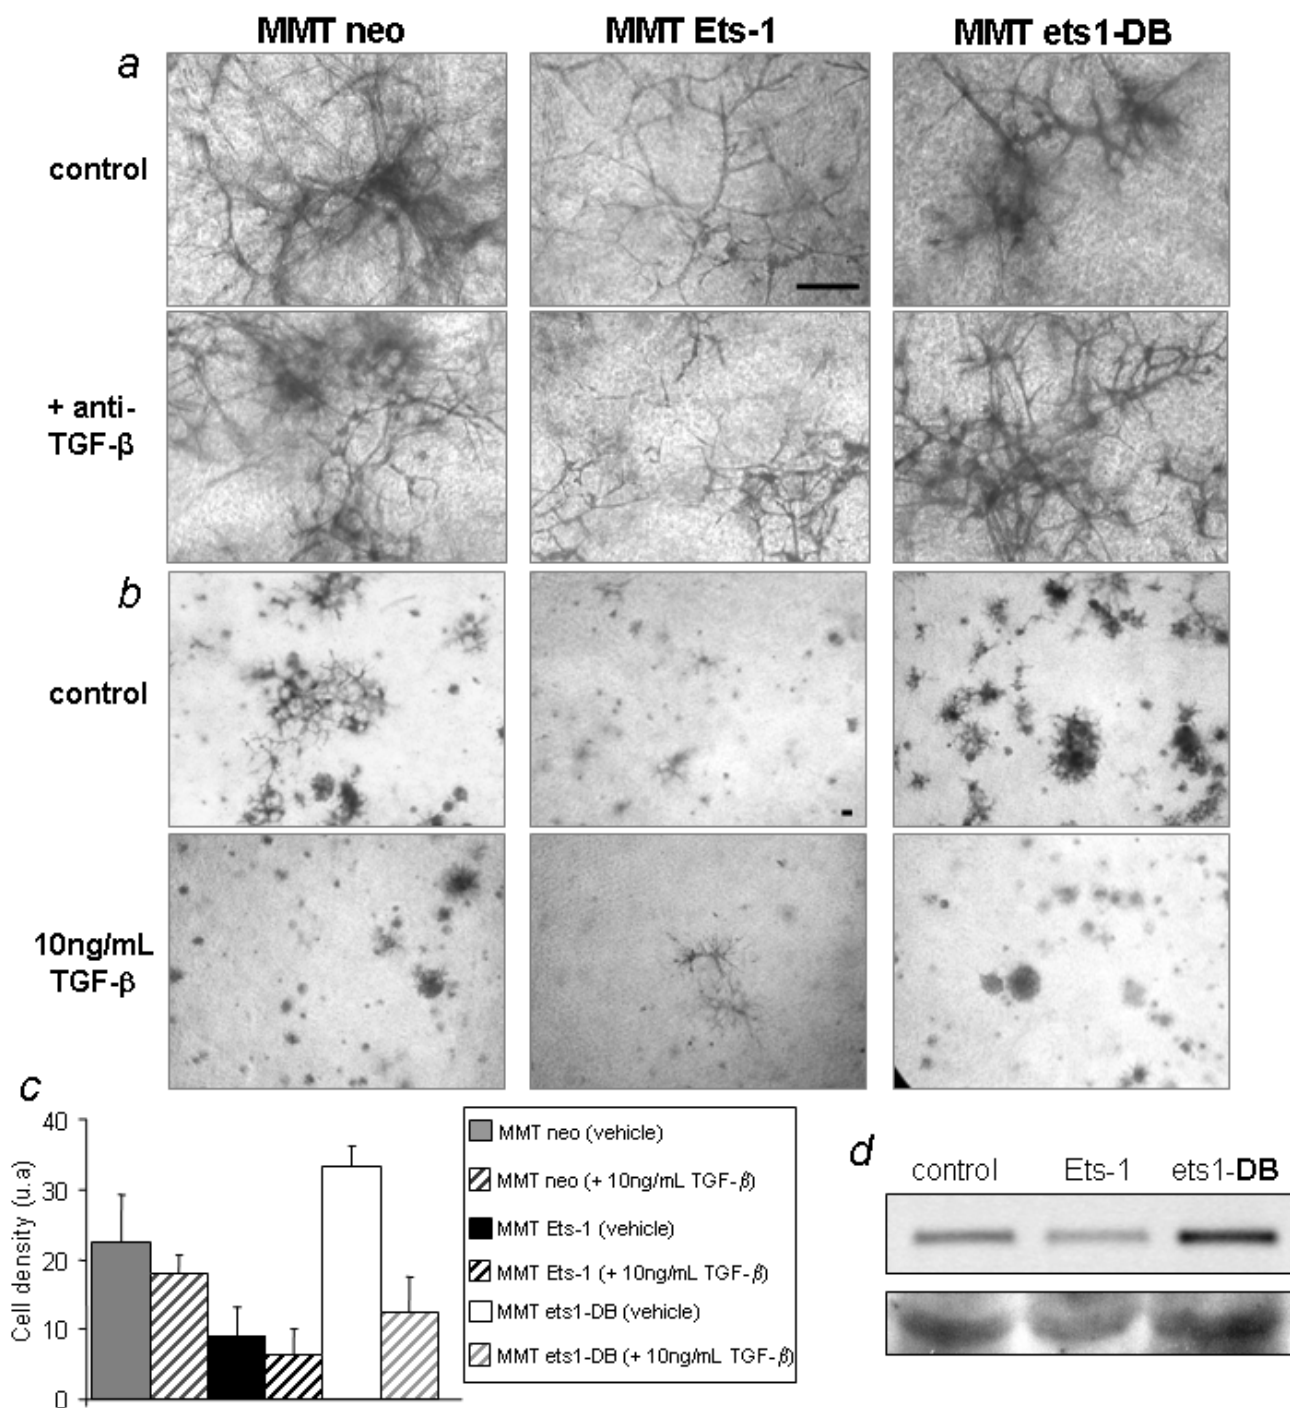 MMT neo MMT Ets-1 MMT ets1-DB
a
control
+ anti-
TGF-β
b
control
10ng/mL
TGF-β
c
40
30
20
10
0
Cell density (u.a)
MMT neo (vehicle)
MMT neo (+ 10ng/mL TGF-β)
MMT Ets-1 (vehicle)
MMT Ets-1 (+ 10ng/mL TGF-β)
MMT ets1-DB (vehicle)
MMT ets1-DB (+ 10ng/mL TGF-β)
d
control Ets-1 ets1-DB